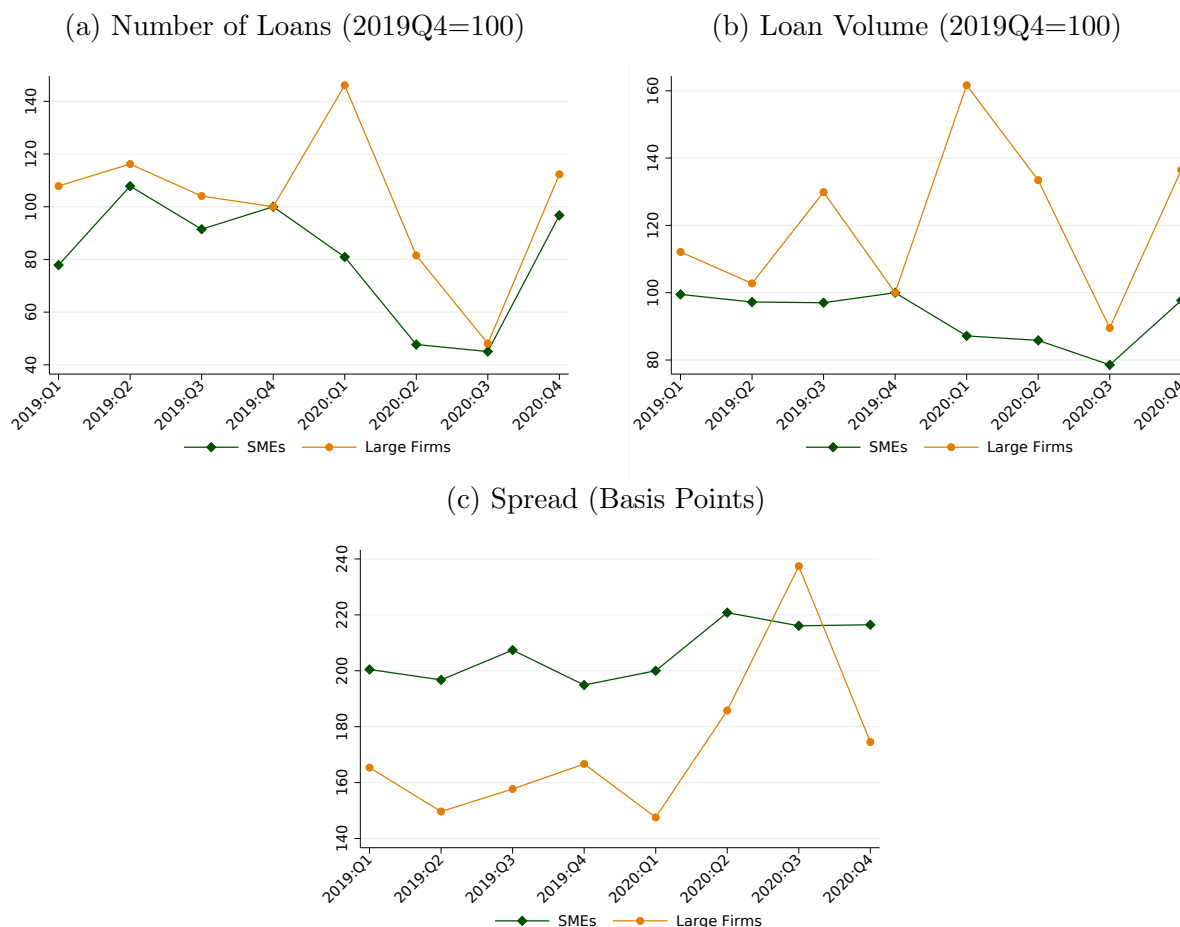 (a) Number of Loans (2019Q4=100)
140
120
100
80
60
40
2019:Q1 2019:Q2 2019:Q3 2019:Q4 2020:Q1 2020:Q2 2020:Q3 2020:Q4
SMEs Large Firms
(b) Loan Volume (2019Q4=100)
160
140
120
100
80
2019:Q1 2019:Q2 2019:Q3 2019:Q4 2020:Q1 2020:Q2 2020:Q3 2020:Q4
SMEs Large Firms
(c) Spread (Basis Points)
240
220
200
180
160
140
2019:Q1 2019:Q2 2019:Q3 2019:Q4 2020:Q1 2020:Q2 2020:Q3 2020:Q4
SMEs Large Firms